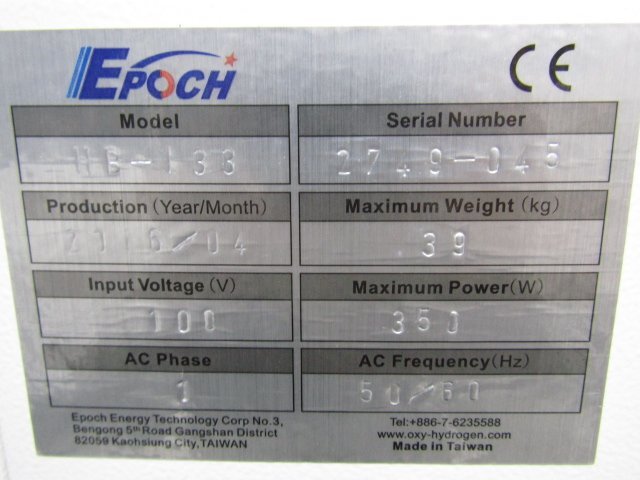 EPOCH CE
Model Serial Number
HB-133 2749-045
Production (Year/Month) Maximum Weight (kg)
2016/04 39
Input Voltage (V) Maximum Power(W)
100 350
AC Phase AC Frequency(Hz)
1 50/60
Epoch Energy Technology Corp No.3,
Bengong 5th Road Gangshan District
82059 Kaohsiung City,TAIWAN
Tel:+886-7-6235588
www.oxy-hydrogen.com
Made in Taiwan